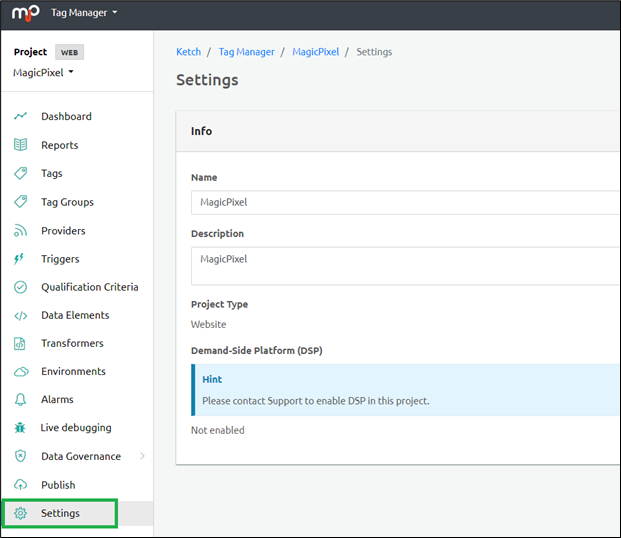 mp Tag Manager
Project WEB
MagicPixel
Dashboard
Reports
Tags
Tag Groups
Providers
Triggers
Qualification Criteria
Data Elements
Transformers
Environments
Alarms
Live debugging
Data Governance
Publish
Settings
Ketch / Tag Manager / MagicPixel / Settings
Settings
Info
Name
MagicPixel
Description
MagicPixel
Project Type
Website
Demand-Side Platform (DSP)
Hint
Please contact Support to enable DSP in this project.
Not enabled